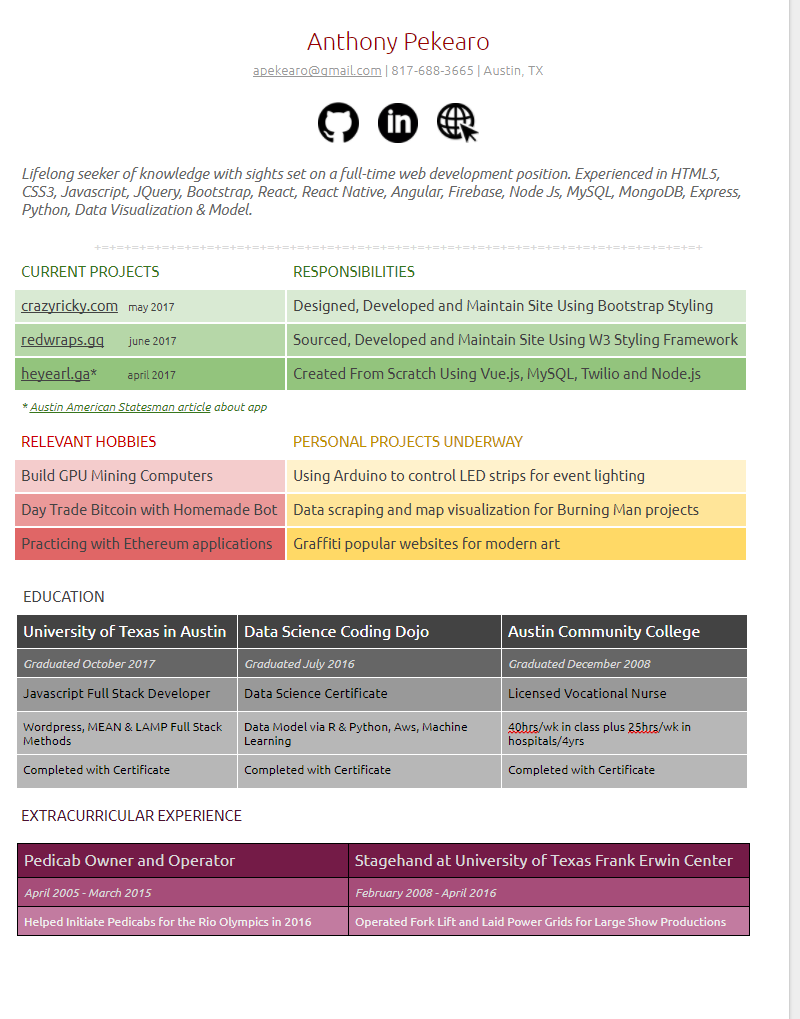 Anthony Pekearo
apekearo@gmail.com | 817-688-3665 | Austin, TX
in
Lifelong seeker of knowledge with sights set on a full-time web development position. Experienced in HTML5,
CSS3, Javascript, JQuery, Bootstrap, React, React Native, Angular, Firebase, Node Js, MySQL, MongoDB, Express,
Python, Data Visualization & Model.
+=+=+=+=+=+=+=+=+=+=+=+=+=+=+=+=+=+=+=+=+=+=+=+=+=+=+=+=+=+=+=+=+=+=+=+=+=+=+=+=+
CURRENT PROJECTS RESPONSIBILITIES
crazyricky.com may 2017 Designed, Developed and Maintain Site Using Bootstrap Styling
redwraps.gq june 2017 Sourced, Developed and Maintain Site Using W3 Styling Framework
heyearl.ga* april 2017 Created From Scratch Using Vue.js, MySQL, Twilio and Node.js
* Austin American Statesman article about app
RELEVANT HOBBIES PERSONAL PROJECTS UNDERWAY
Build GPU Mining Computers Using Arduino to control LED strips for event lighting
Day Trade Bitcoin with Homemade Bot Data scraping and map visualization for Burning Man projects
Practicing with Ethereum applications Graffiti popular websites for modern art
EDUCATION
University of Texas in Austin Data Science Coding Dojo Austin Community College
Graduated October 2017 Graduated July 2016 Graduated December 2008
Javascript Full Stack Developer Data Science Certificate Licensed Vocational Nurse
Wordpress, MEAN & LAMP Full Stack Data Model via R & Python, Aws, Machine 40hrs/wk in class plus 25hrs/wk in
Methods Learning hospitals/4yrs
Completed with Certificate Completed with Certificate Completed with Certificate
EXTRACURRICULAR EXPERIENCE
Pedicab Owner and Operator Stagehand at University of Texas Frank Erwin Center
April 2005 - March 2015 February 2008 - April 2016
Helped Initiate Pedicabs for the Rio Olympics in 2016 Operated Fork Lift and Laid Power Grids for Large Show Productions